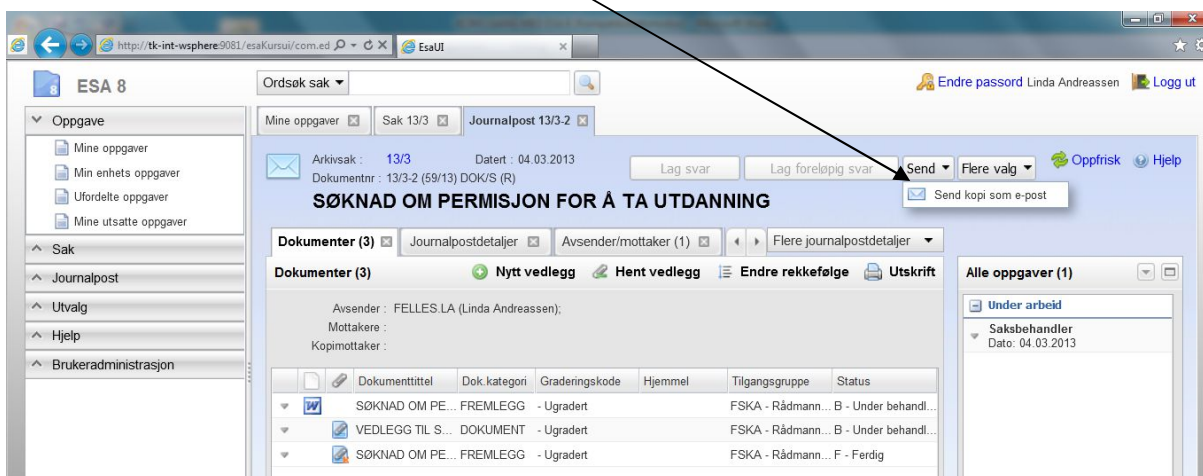 http://tk-int-wsphere:9081/esaKursui/com.ed
EsaUI
ESA 8
Ordsøk sak
Endre passord Linda Andreassen Logg ut
Oppgave
Mine oppgaver
Min enhets oppgaver
Ufordelte oppgaver
Mine utsatte oppgaver
Sak
Journalpost
Utvalg
Hjelp
Brukeradministrasjon
Mine oppgaver Sak 13/3 Journalpost 13/3-2
Arkivsak : 13/3 Datert : 04.03.2013
Dokumentnr : 13/3-2 (59/13) DOK/S (R)
SØKNAD OM PERMISJON FOR Å TA UTDANNING
Lag svar Lag foreløpig svar Send Flere valg Oppfrisk Hjelp
Send kopi som e-post
Dokumenter (3) Journalpostdetaljer Avsender/mottaker (1) Flere journalpostdetaljer
Dokumenter (3) Nytt vedlegg Hent vedlegg Endre rekkefølge Utskrift
Avsender : FELLES.LA (Linda Andreassen);
Mottakere :
Kopimottaker :
Dokumenttittel Dok.kategori Graderingskode Hjemmel Tilgangsgruppe Status
SØKNAD OM PE... FREMLEGG - Ugradert FSKA - Rådmann... B - Under behandl...
VEDLEGG TIL S... DOKUMENT - Ugradert FSKA - Rådmann... B - Under behandl...
SØKNAD OM PE... FREMLEGG - Ugradert FSKA - Rådmann... F - Ferdig
Alle oppgaver (1)
Under arbeid
Saksbehandler
Dato: 04.03.2013